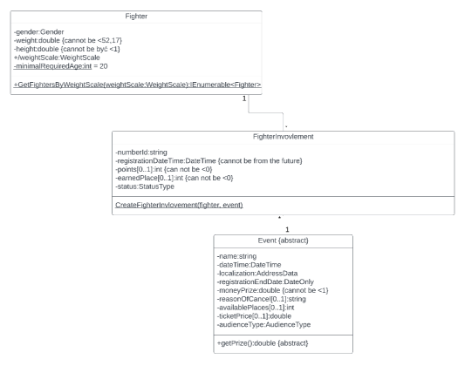 Fighter
-gender:Gender
-weight:double {cannot be <52,17}
-height:double {cannot be być <1}
+/weightScale:WeightScale
-minimalRequiredAge:int = 20
+GetFightersByWeightScale(weightScale:WeightScale):IEnumerable<Fighter>
1
*
FighterInvovlement
-numberId:string
-registrationDateTime:DateTime {cannot be from the future}
-points[0..1]:int {can not be <0}
-earnedPlace[0..1]:int {can not be <0}
-status:StatusType
CreateFighterInvlovement(fighter, event)
*
1
Event {abstract}
-name:string
-dateTime:DateTime
-localization:AddressData
-registrationEndDate:DateOnly
-moneyPrize:double {cannot be <1}
-reasonOfCancel[0..1]:string
-availablePlaces[0..1]:int
-ticketPrice[0..1]:double
-audienceType:AudienceType
+getPrize():double {abstract}